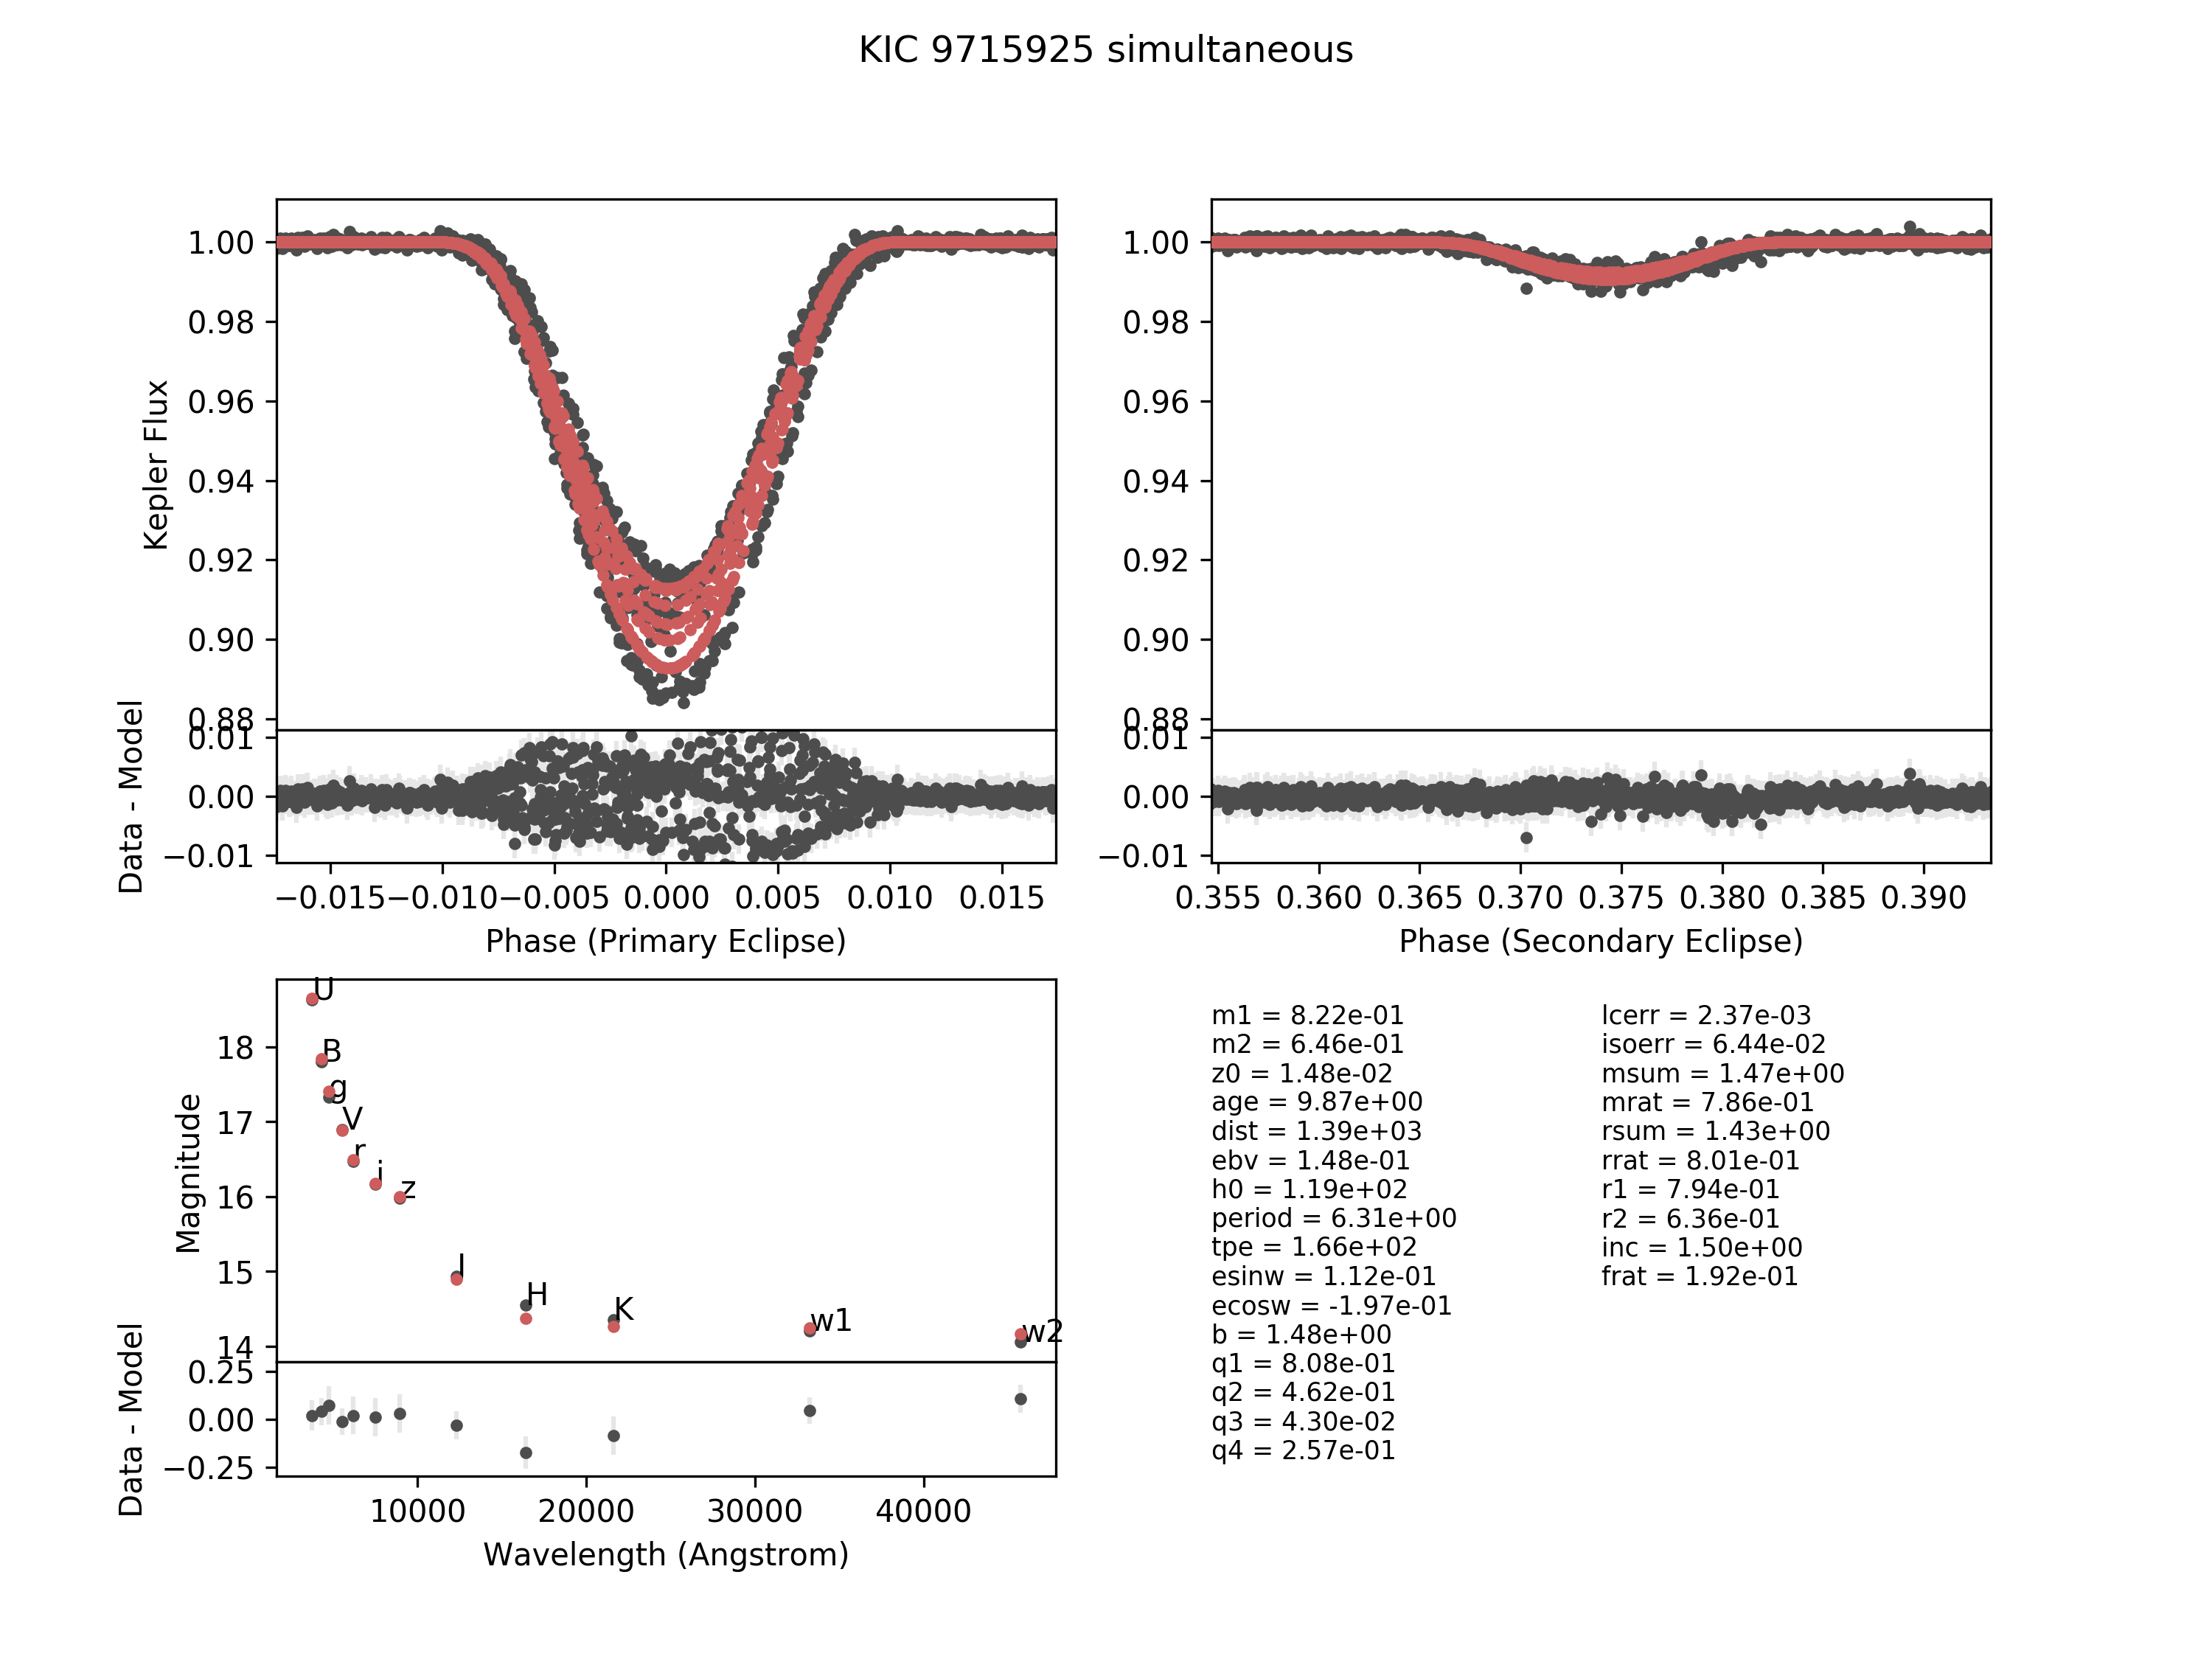 KIC 9715925 simultaneous
Kepler Flux
1.00
0.98
0.96
0.94
0.92
0.90
0.88
Data - Model
0.01
0.00
−0.01
−0.015 −0.010 −0.005 0.000 0.005 0.010 0.015
Phase (Primary Eclipse)
1.00
0.98
0.96
0.94
0.92
0.90
0.88
0.01
0.00
−0.01
0.355 0.360 0.365 0.370 0.375 0.380 0.385 0.390
Phase (Secondary Eclipse)
Magnitude
18
17
16
15
14
U
B
g
V
r
i
z
J
H
K
w1
w2
Data - Model
0.25
0.00
−0.25
10000 20000 30000 40000
Wavelength (Angstrom)
m1 = 8.22e-01
m2 = 6.46e-01
z0 = 1.48e-02
age = 9.87e+00
dist = 1.39e+03
ebv = 1.48e-01
h0 = 1.19e+02
period = 6.31e+00
tpe = 1.66e+02
esinw = 1.12e-01
ecosw = -1.97e-01
b = 1.48e+00
q1 = 8.08e-01
q2 = 4.62e-01
q3 = 4.30e-02
q4 = 2.57e-01
lcerr = 2.37e-03
isoerr = 6.44e-02
msum = 1.47e+00
mrat = 7.86e-01
rsum = 1.43e+00
rrat = 8.01e-01
r1 = 7.94e-01
r2 = 6.36e-01
inc = 1.50e+00
frat = 1.92e-01